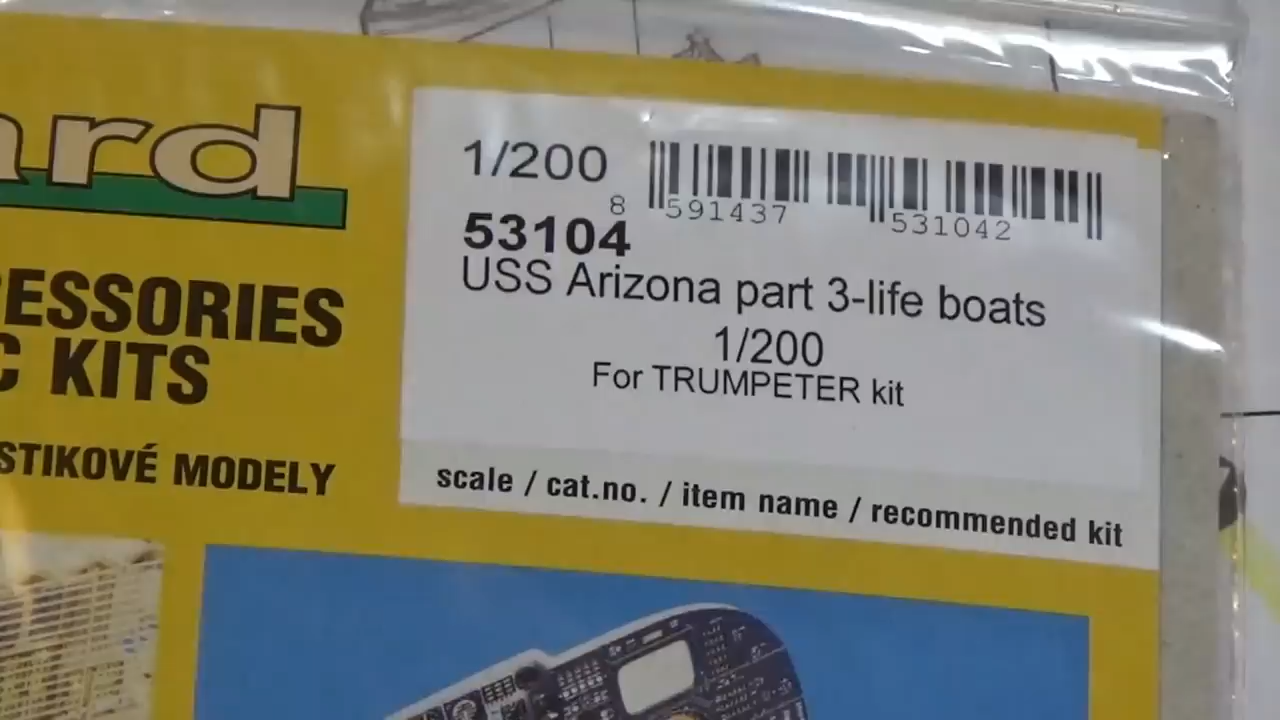 ard
ESSORIES
C KITS
STIKOVÉ MODELY
1/200
8 591437 531042
53104
USS Arizona part 3-life boats
1/200
For TRUMPETER kit
scale / cat.no. / item name / recommended kit